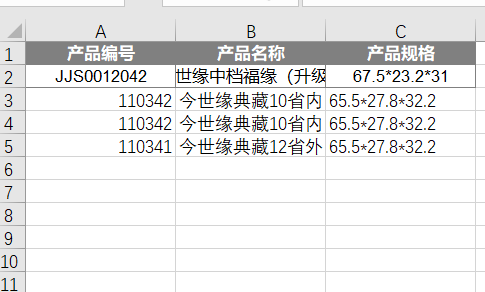 A B C
1 产品编号 产品名称 产品规格
2 JJS0012042 世缘中档福缘（升级 67.5*23.2*31
3 110342 今世缘典藏10省内 65.5*27.8*32.2
4 110342 今世缘典藏10省内 65.5*27.8*32.2
5 110341 今世缘典藏12省外 65.5*27.8*32.2
6
7
8
9
10
11